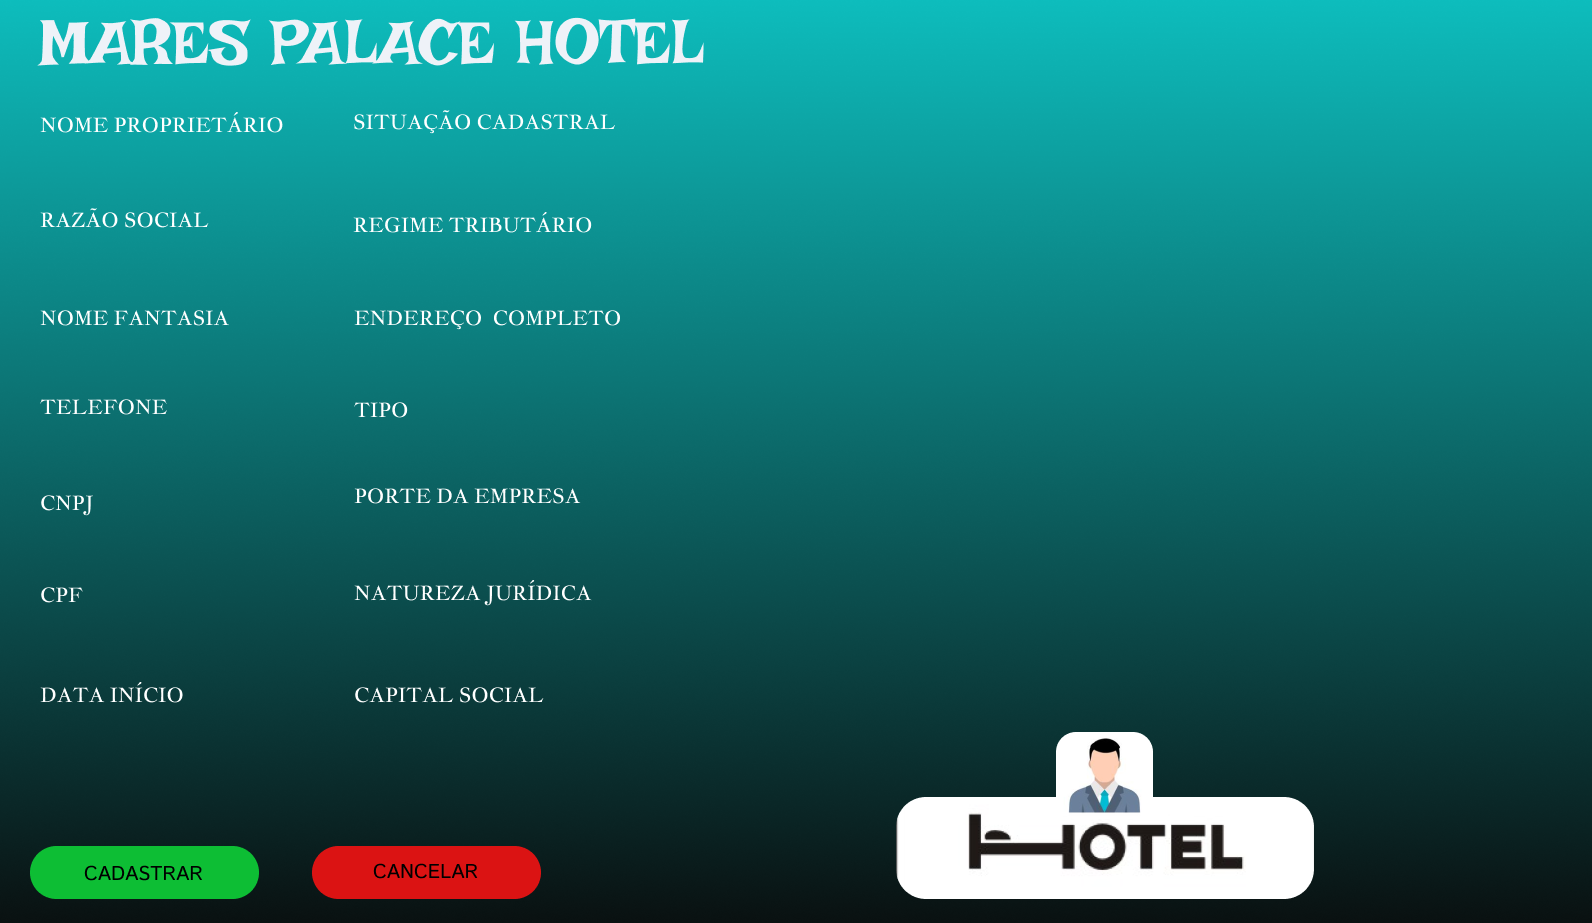 MARES PALACE HOTEL
NOME PROPRIETÁRIO
SITUAÇÃO CADASTRAL
RAZÃO SOCIAL
REGIME TRIBUTÁRIO
NOME FANTASIA
ENDEREÇO COMPLETO
TELEFONE
TIPO
CNPJ
PORTE DA EMPRESA
CPF
NATUREZA JURÍDICA
DATA INÍCIO
CAPITAL SOCIAL
CADASTRAR
CANCELAR
HOTEL